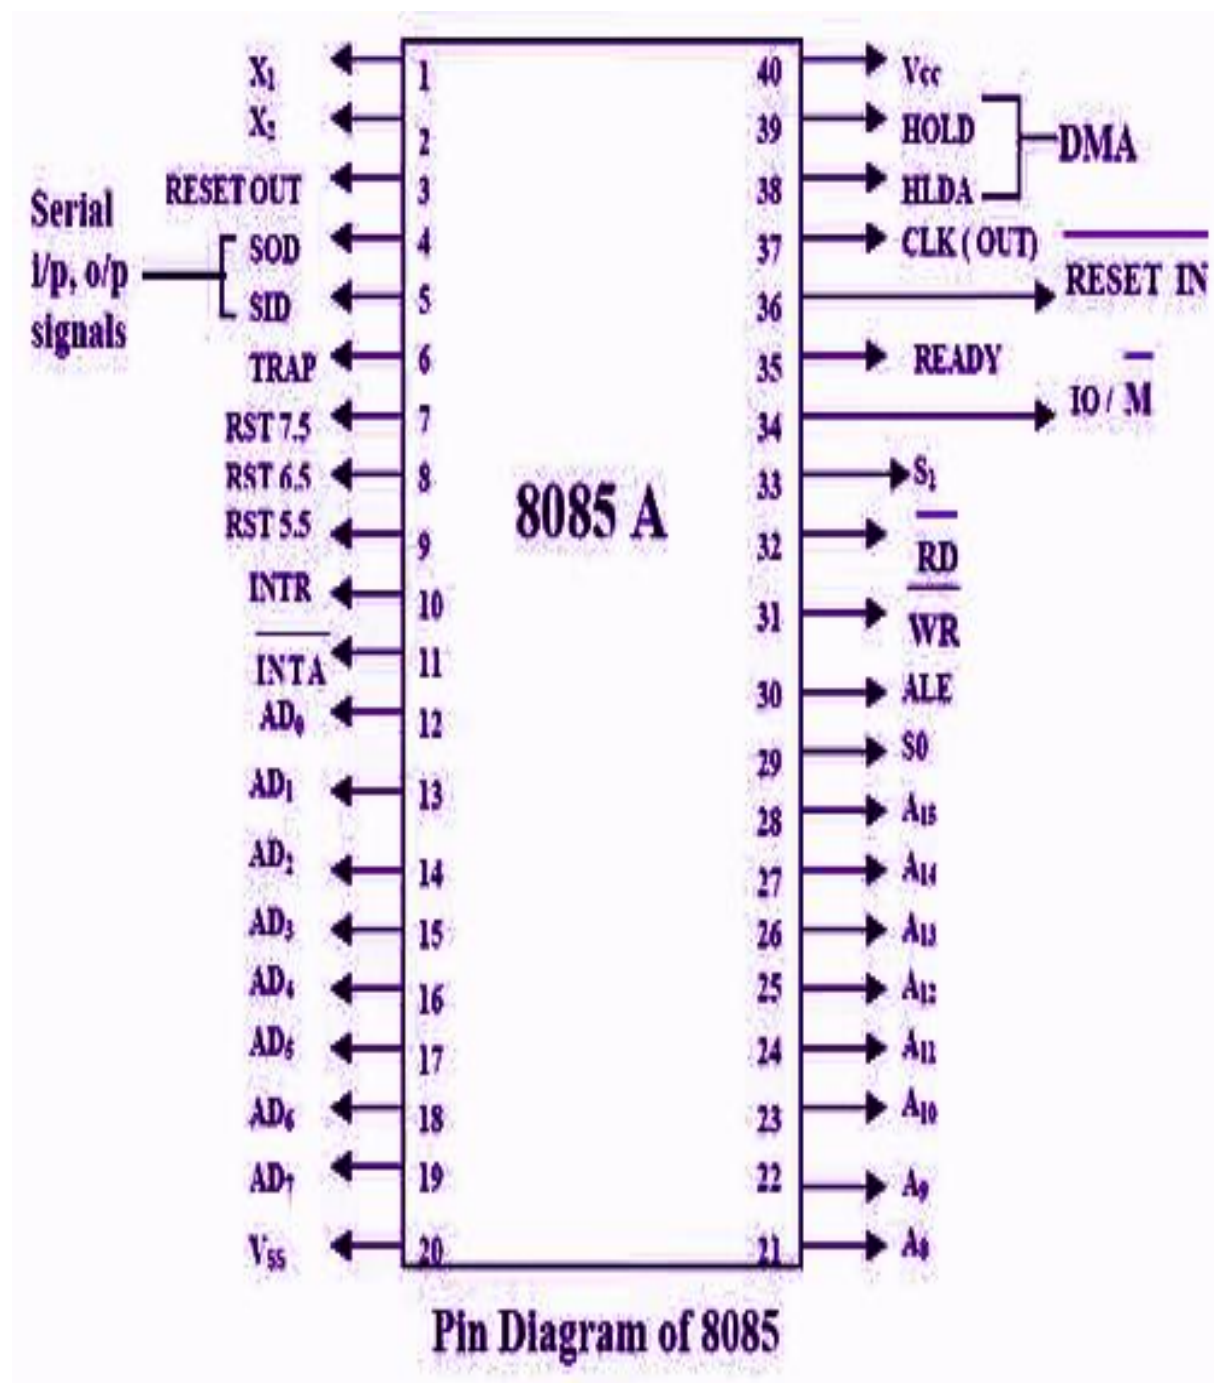 X₁ 1 40 Vcc
X₂ 2 39 HOLD
DMA
RESET OUT 3 38 HLDA
Serial
i/p, o/p
signals
SOD 4 37 CLK ( OUT)
SID 5 36 RESET IN
TRAP 6 35 READY
RST 7.5 7 34 IO / M
RST 6.5 8 33 S₁
RST 5.5 9 32 RD
8085 A
INTR 10 31 WR
INTA 11 30 ALE
AD₀ 12 29 S0
AD₁ 13 28 A₁₅
AD₂ 14 27 A₁₄
AD₃ 15 26 A₁₃
AD₄ 16 25 A₁₂
AD₅ 17 24 A₁₁
AD₆ 18 23 A₁₀
AD₇ 19 22 A₉
Vss 20 21 A₈
Pin Diagram of 8085